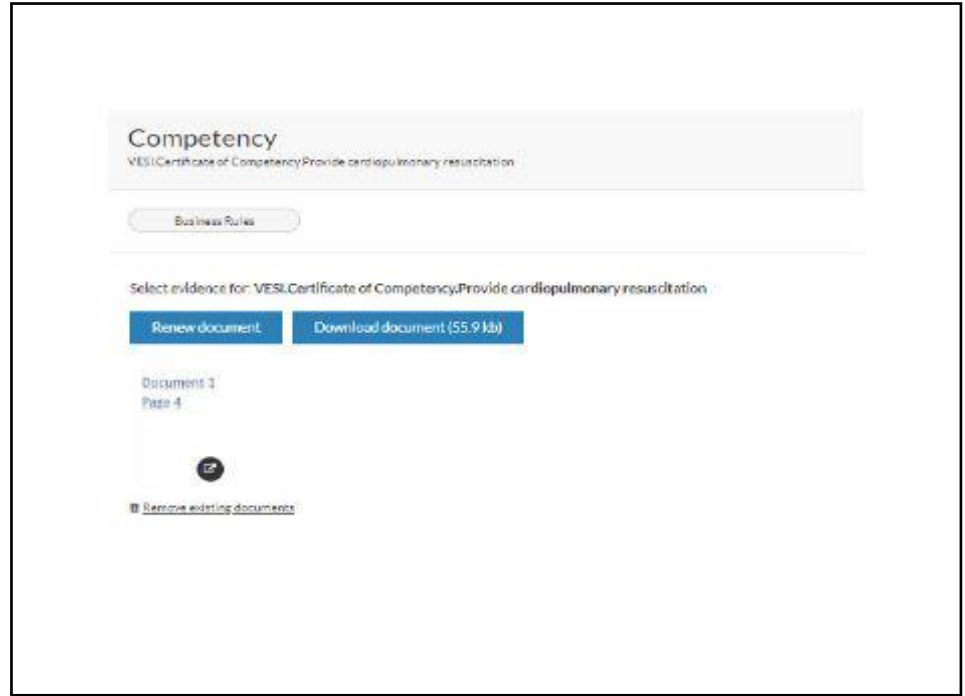 Competency
VESI.Certificate of Competency.Provide cardiopulmonary resuscitation
Business Rules
Select evidence for: VESI.Certificate of Competency.Provide cardiopulmonary resuscitation
Renew document
Download document (55.9 kb)
Document 1
Page 4
Remove existing documents